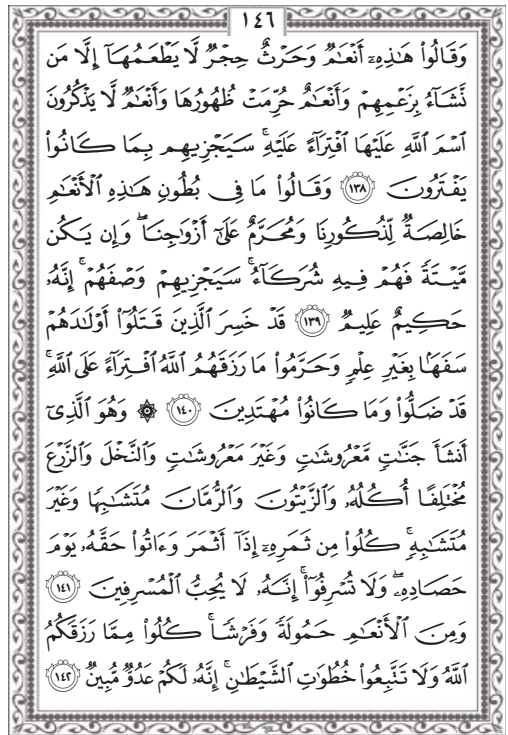 ١٤٦
وَقَالُوا۟ هَـٰذِهِۦٓ أَنْعَـٰمٌ وَحَرْثٌ حِجْرٌ لَّا يَطْعَمُهَآ إِلَّا مَن
نَّشَآءُ بِزَعْمِهِمْ وَأَنْعَـٰمٌ حُرِّمَتْ ظُهُورُهَا وَأَنْعَـٰمٌ لَّا يَذْكُرُونَ
ٱسْمَ ٱللَّهِ عَلَيْهَا ٱفْتِرَآءً عَلَيْهِ ۚ سَيَجْزِيهِم بِمَا كَانُوا۟
يَفْتَرُونَ ١٣٨ وَقَالُوا۟ مَا فِى بُطُونِ هَـٰذِهِ ٱلْأَنْعَـٰمِ
خَالِصَةٌ لِّذُكُورِنَا وَمُحَرَّمٌ عَلَىٰٓ أَزْوَٰجِنَا ۖ وَإِن يَكُن
مَّيْتَةً فَهُمْ فِيهِ شُرَكَآءُ ۚ سَيَجْزِيهِمْ وَصْفَهُمْ ۚ إِنَّهُۥ
حَكِيمٌ عَلِيمٌ ١٣٩ قَدْ خَسِرَ ٱلَّذِينَ قَتَلُوٓا۟ أَوْلَـٰدَهُمْ
سَفَهًۢا بِغَيْرِ عِلْمٍ وَحَرَّمُوا۟ مَا رَزَقَهُمُ ٱللَّهُ ٱفْتِرَآءً عَلَى ٱللَّهِ ۚ
قَدْ ضَلُّوا۟ وَمَا كَانُوا۟ مُهْتَدِينَ ١٤٠ ۞ وَهُوَ ٱلَّذِىٓ
أَنشَأَ جَنَّـٰتٍ مَّعْرُوشَـٰتٍ وَغَيْرَ مَعْرُوشَـٰتٍ وَٱلنَّخْلَ وَٱلزَّرْعَ
مُخْتَلِفًا أُكُلُهُۥ وَٱلزَّيْتُونَ وَٱلرُّمَّانَ مُتَشَـٰبِهًا وَغَيْرَ
مُتَشَـٰبِهٍ ۚ كُلُوا۟ مِن ثَمَرِهِۦٓ إِذَآ أَثْمَرَ وَءَاتُوا۟ حَقَّهُۥ يَوْمَ
حَصَادِهِۦ ۖ وَلَا تُسْرِفُوٓا۟ ۚ إِنَّهُۥ لَا يُحِبُّ ٱلْمُسْرِفِينَ ١٤١
وَمِنَ ٱلْأَنْعَـٰمِ حَمُولَةً وَفَرْشًا ۚ كُلُوا۟ مِمَّا رَزَقَكُمُ
ٱللَّهُ وَلَا تَتَّبِعُوا۟ خُطُوَٰتِ ٱلشَّيْطَـٰنِ ۚ إِنَّهُۥ لَكُمْ عَدُوٌّ مُّبِينٌ ١٤٢